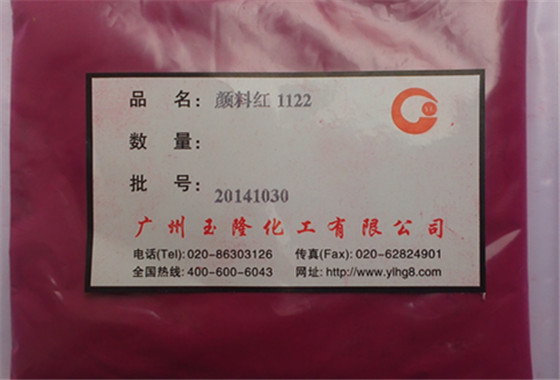 品 名: 颜料红 1122
数 量:
批 号: 20141030
广州玉隆化工有限公司
电话(Tel): 020-86303126 传真(Fax): 020-62824901
全国热线: 400-600-6043 网址: http://www.ylhg8.com